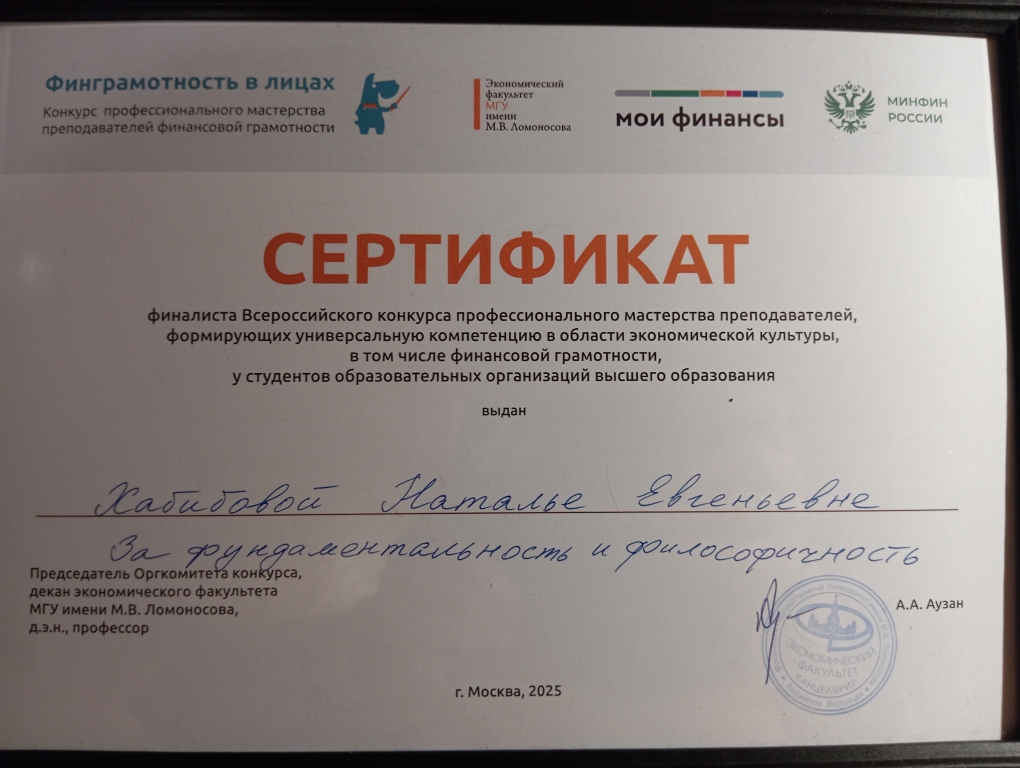 Финграмотность в лицах
Конкурс профессионального мастерства
преподавателей финансовой грамотности
Экономический
факультет
МГУ
имени
М.В. Ломоносова
мои финансы
МИНФИН
РОССИИ
СЕРТИФИКАТ
финалиста Всероссийского конкурса профессионального мастерства преподавателей,
формирующих универсальную компетенцию в области экономической культуры,
в том числе финансовой грамотности,
у студентов образовательных организаций высшего образования
выдан
Хабибовой Наталье Евгеньевне
За фундаментальность и философичность
Председатель Оргкомитета конкурса,
декан экономического факультета
МГУ имени М.В. Ломоносова,
д.э.н., профессор
А.А. Аузан
ЭКОНОМИЧЕСКИЙ
ФАКУЛЬТЕТ
КАНЦЕЛЯРИЯ
Российская Федерация
г. Москва, 2025